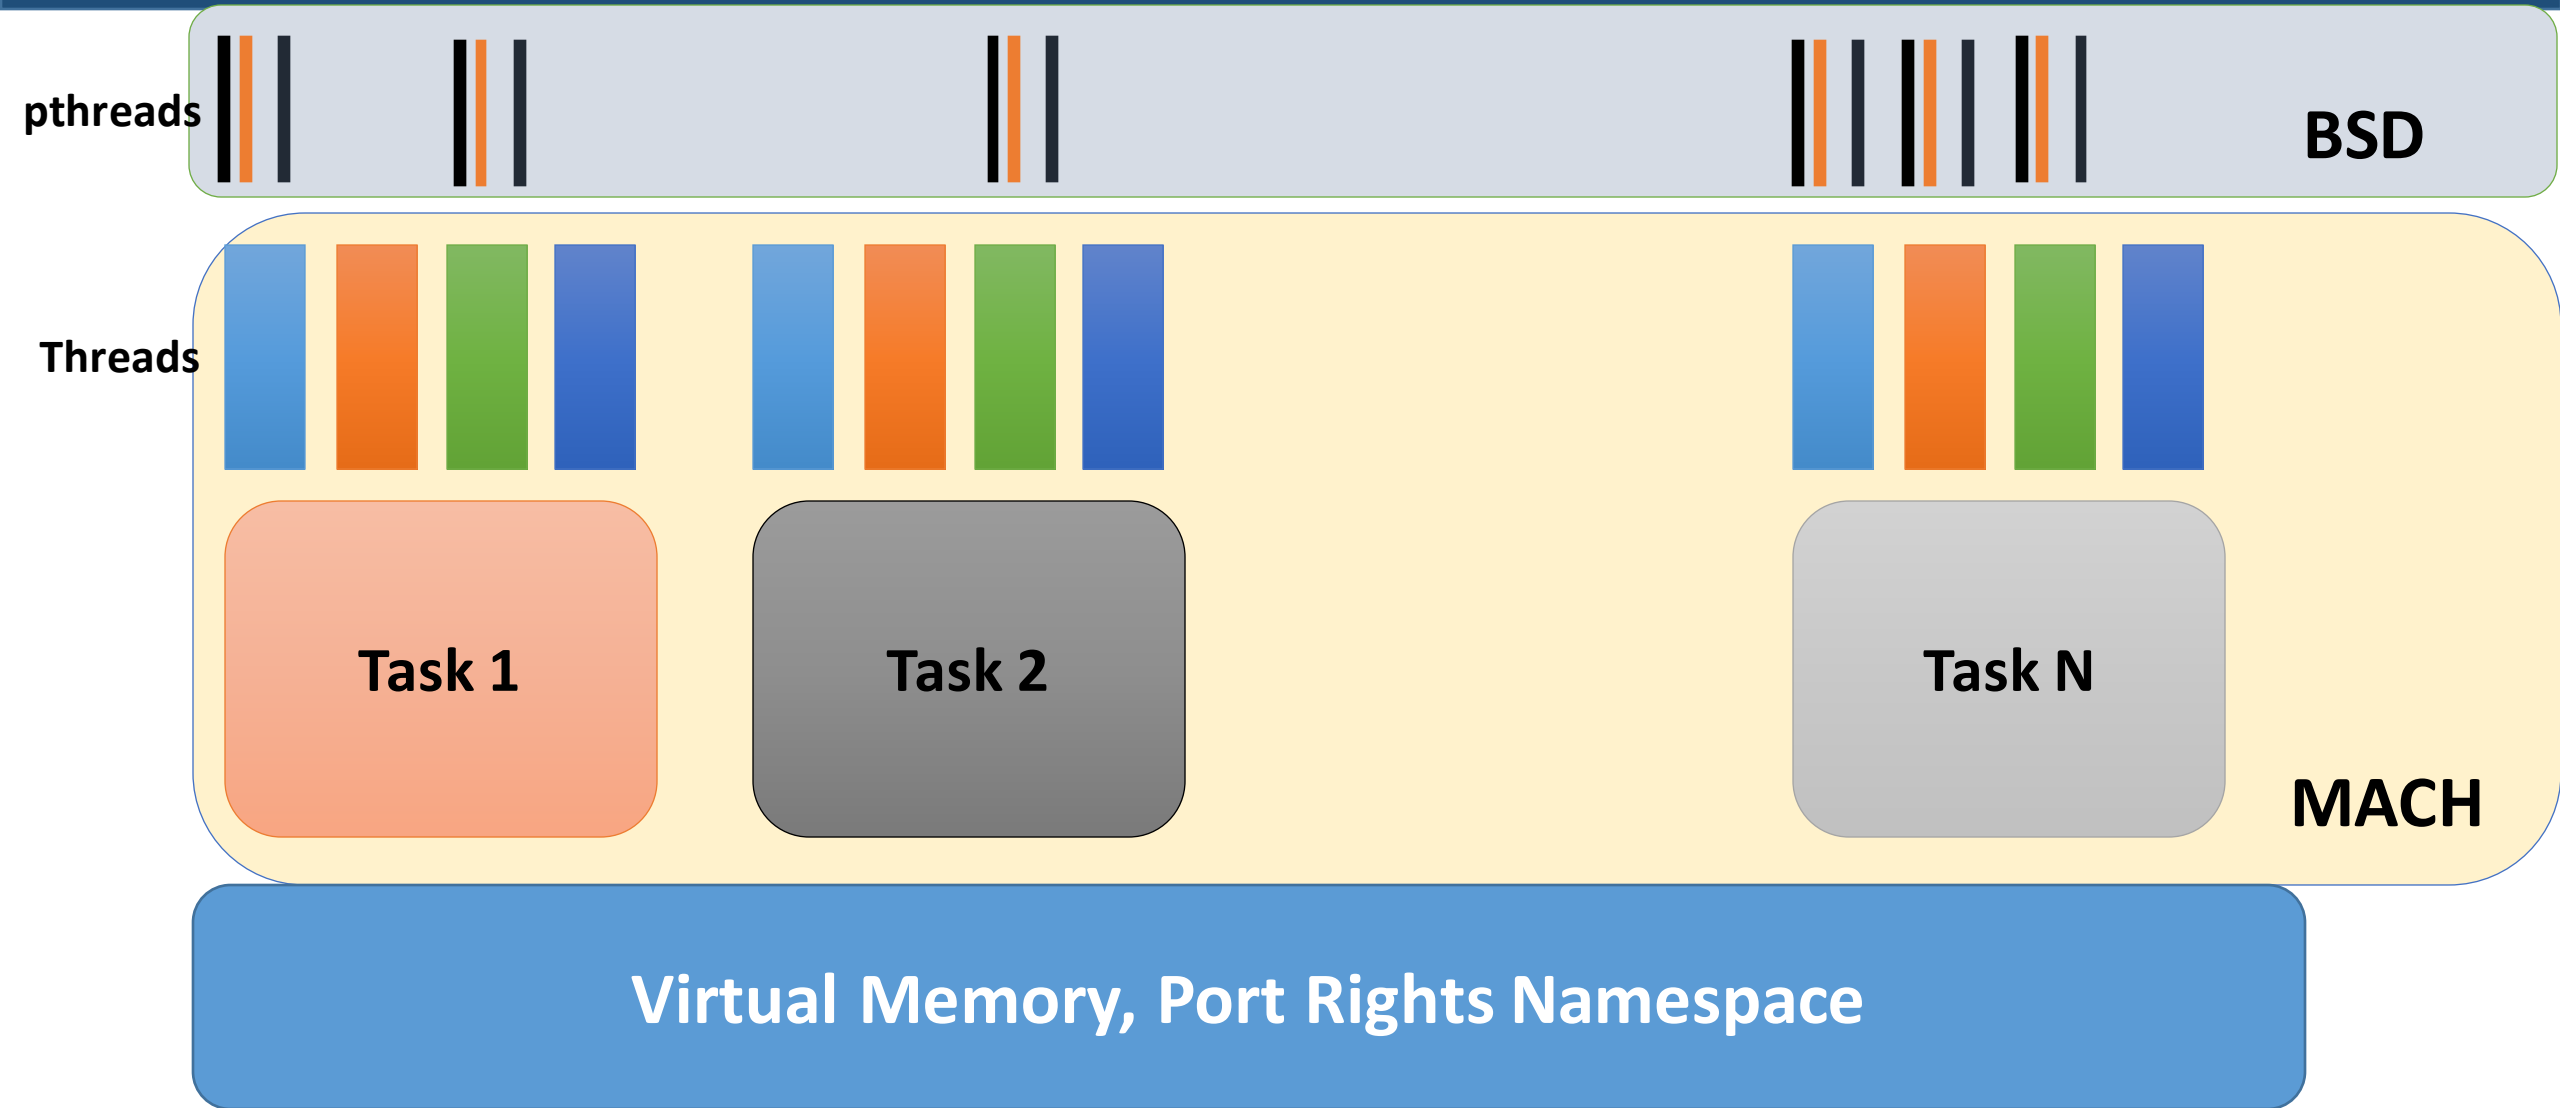 pthreads
BSD
Threads
Task 1
Task 2
Task N
MACH
Virtual Memory, Port Rights Namespace